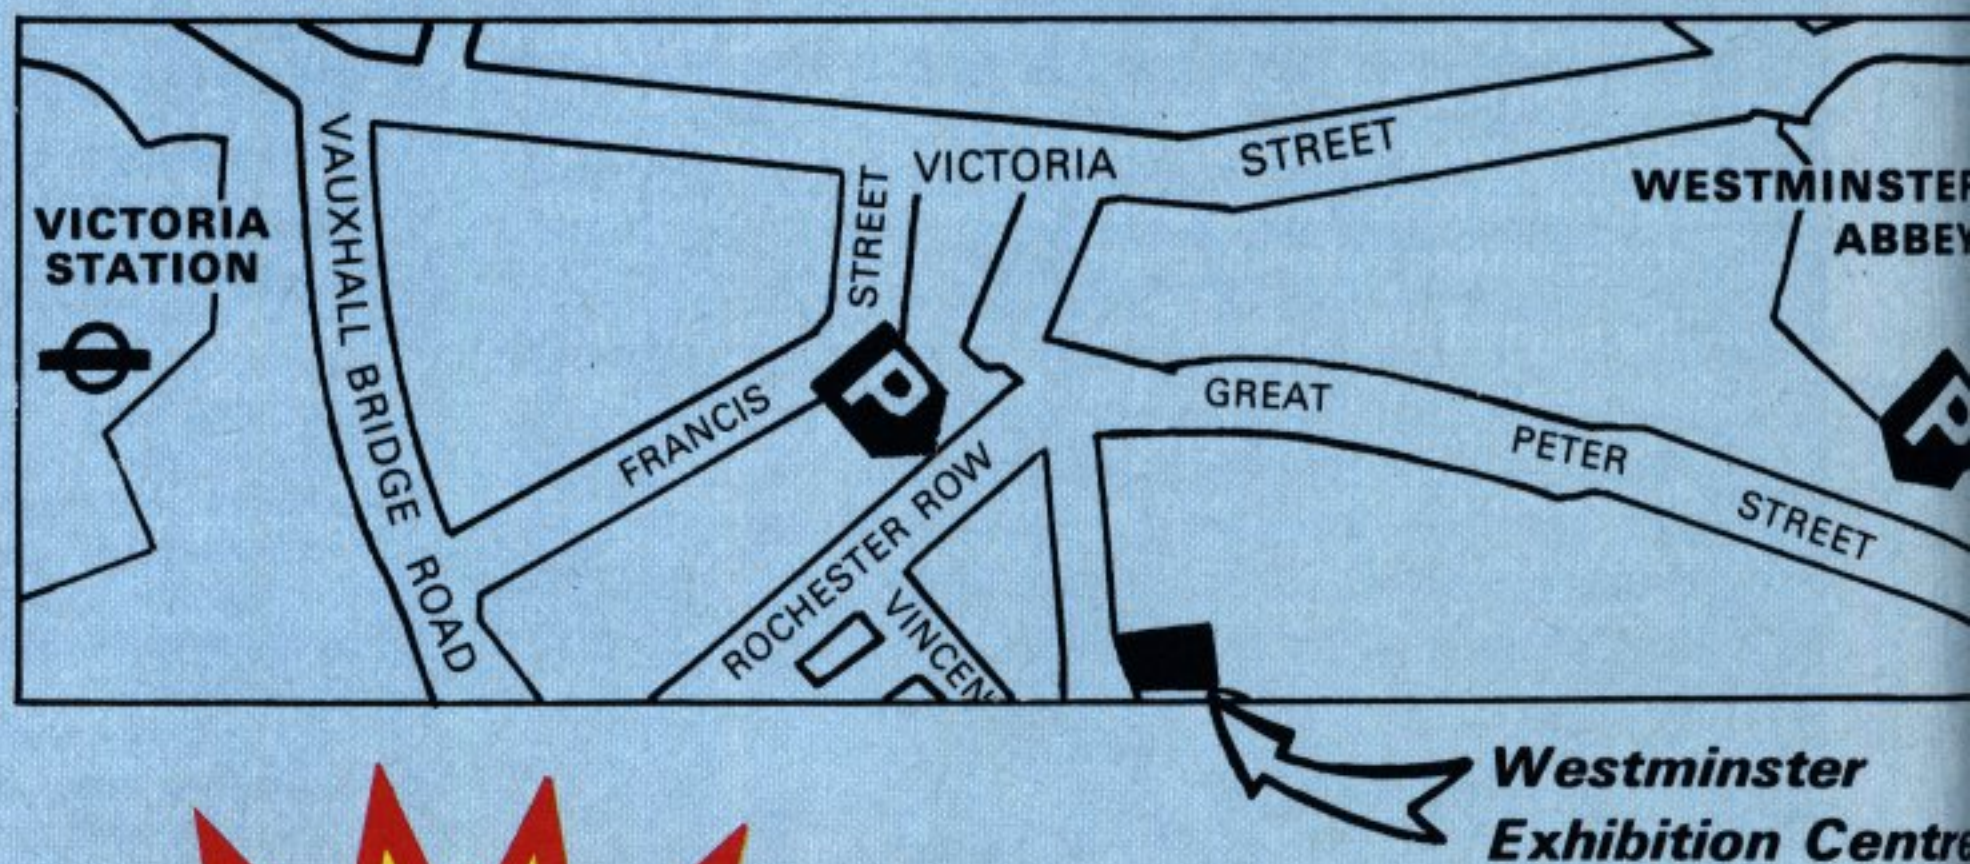 VICTORIA
STATION
VAUXHALL BRIDGE ROAD
FRANCIS STREET
P
VICTORIA STREET
ROCHESTER ROW
VINCENT
GREAT PETER STREET
WESTMINSTER
ABBEY
P
Westminster
Exhibition Centre